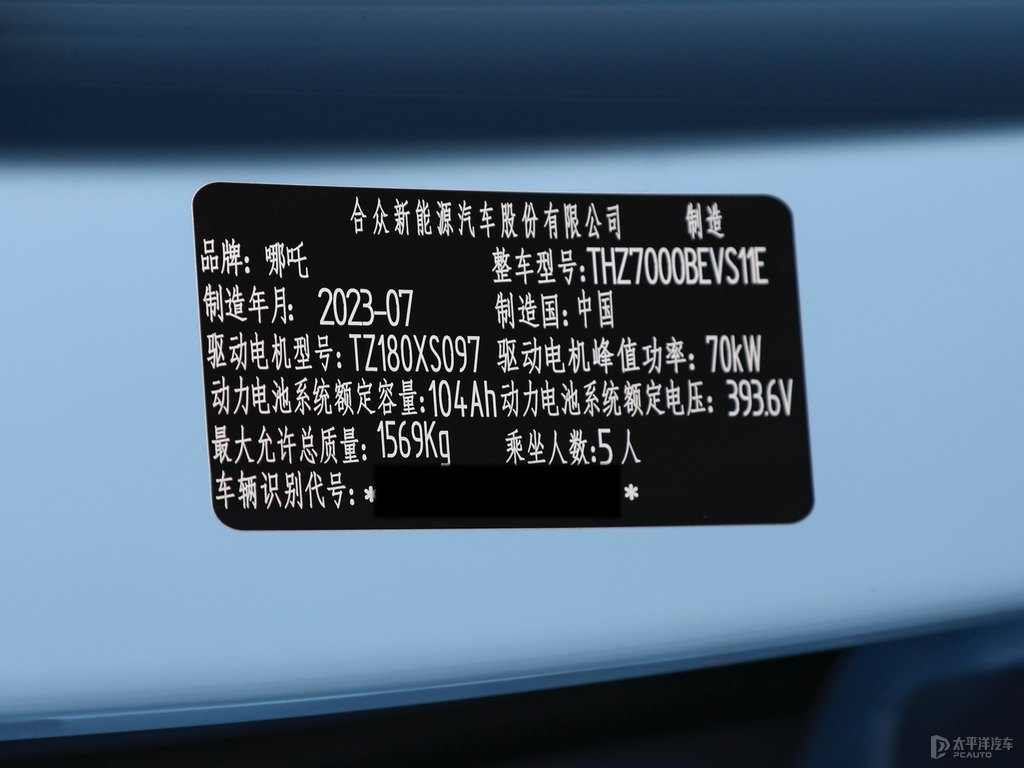 合众新能源汽车股份有限公司 制造
品牌: 哪吒 整车型号:THZ7000BEVS11E
制造年月: 2023-07 制造国:中国
驱动电机型号:TZ180XS097 驱动电机峰值功率: 70kW
动力电池系统额定容量:104Ah 动力电池系统额定电压: 393.6V
最大允许总质量: 1569Kg 乘坐人数:5 人
车辆识别代号: * *
太平洋汽车
PCAUTO